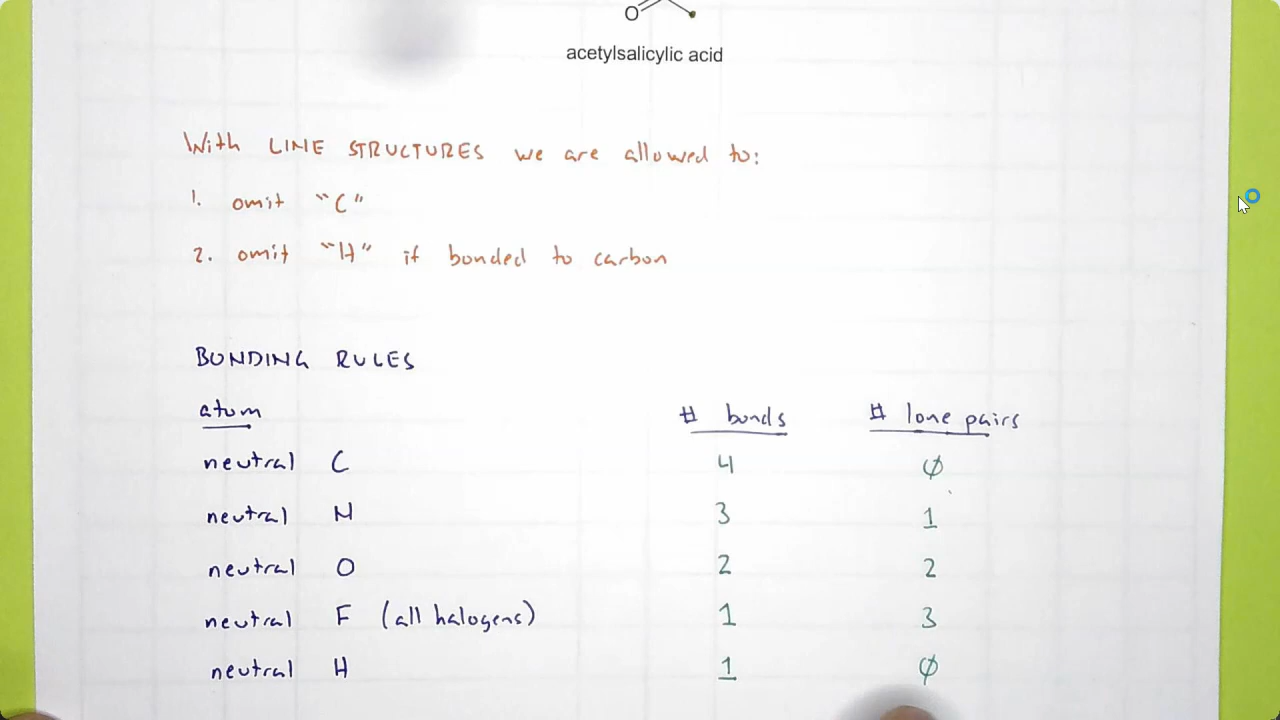 O
acetylsalicylic acid
With LINE STRUCTURES we are allowed to:
1. omit "C"
2. omit "H" if bonded to carbon
BONDING RULES
atom # bonds # lone pairs
neutral C 4 ∅
neutral N 3 1
neutral O 2 2
neutral F (all halogens) 1 3
neutral H 1 ∅